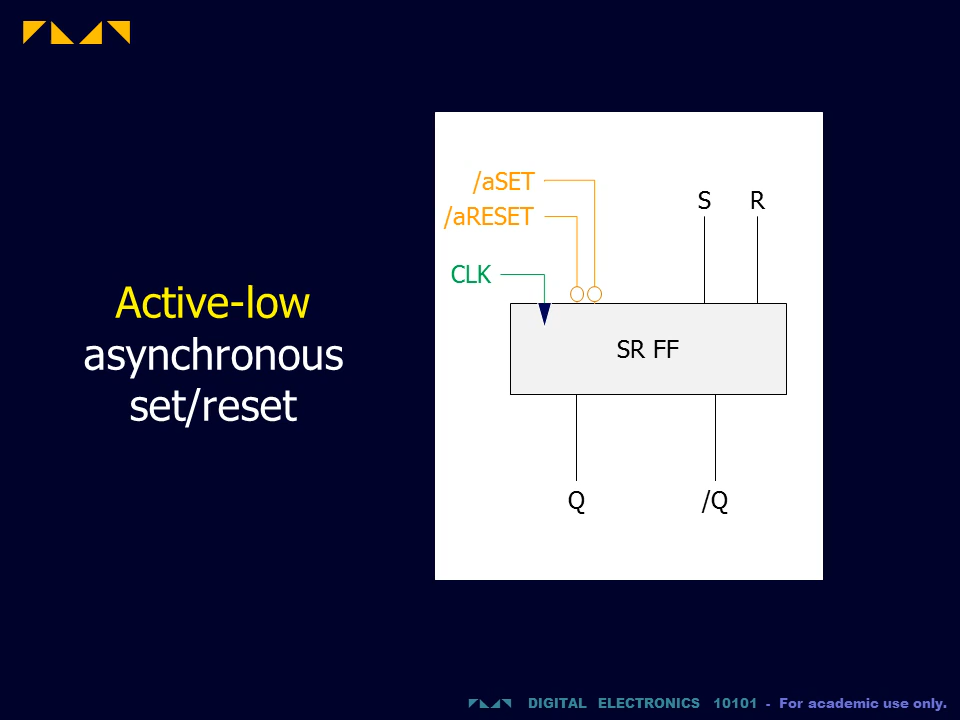 Active-low
asynchronous
set/reset
/aSET
/aRESET
S R
CLK
SR FF
Q /Q
DIGITAL ELECTRONICS 10101 - For academic use only.